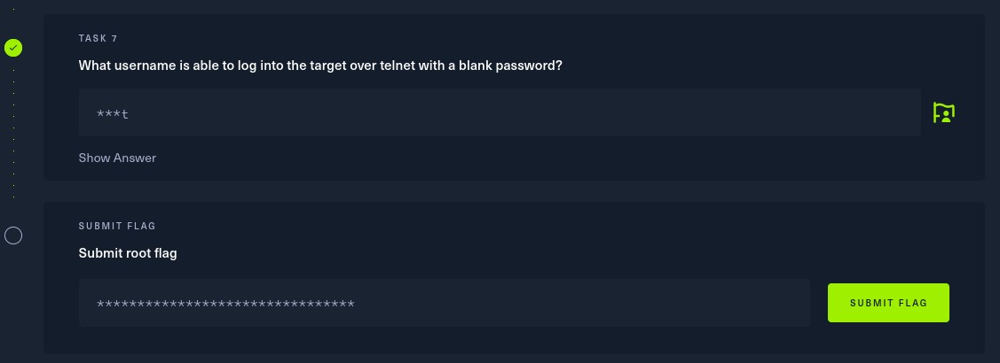 TASK 7
What username is able to log into the target over telnet with a blank password?
***t
Show Answer
SUBMIT FLAG
Submit root flag
********************************
SUBMIT FLAG